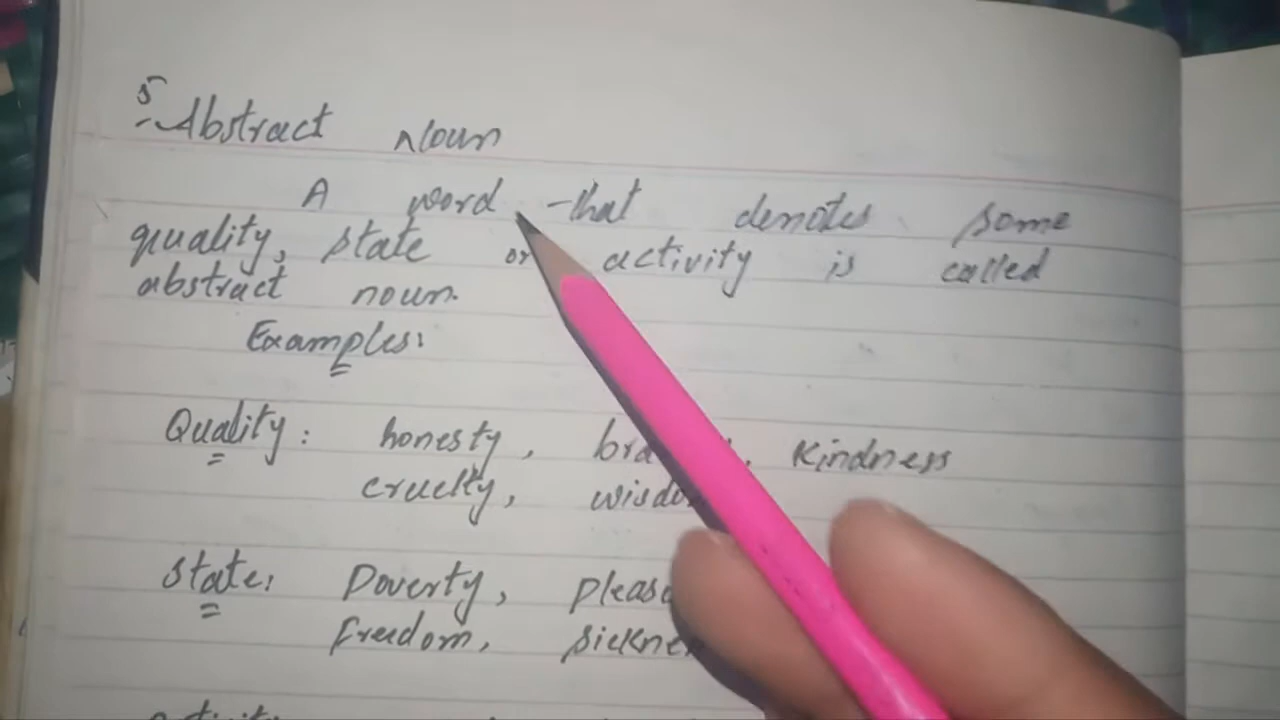 5 Abstract Noun
A word that denotes some
quality, state or activity is called
abstract noun.
Examples:
Quality: honesty, Kindness
cruelty,
State: Poverty,
freedom,